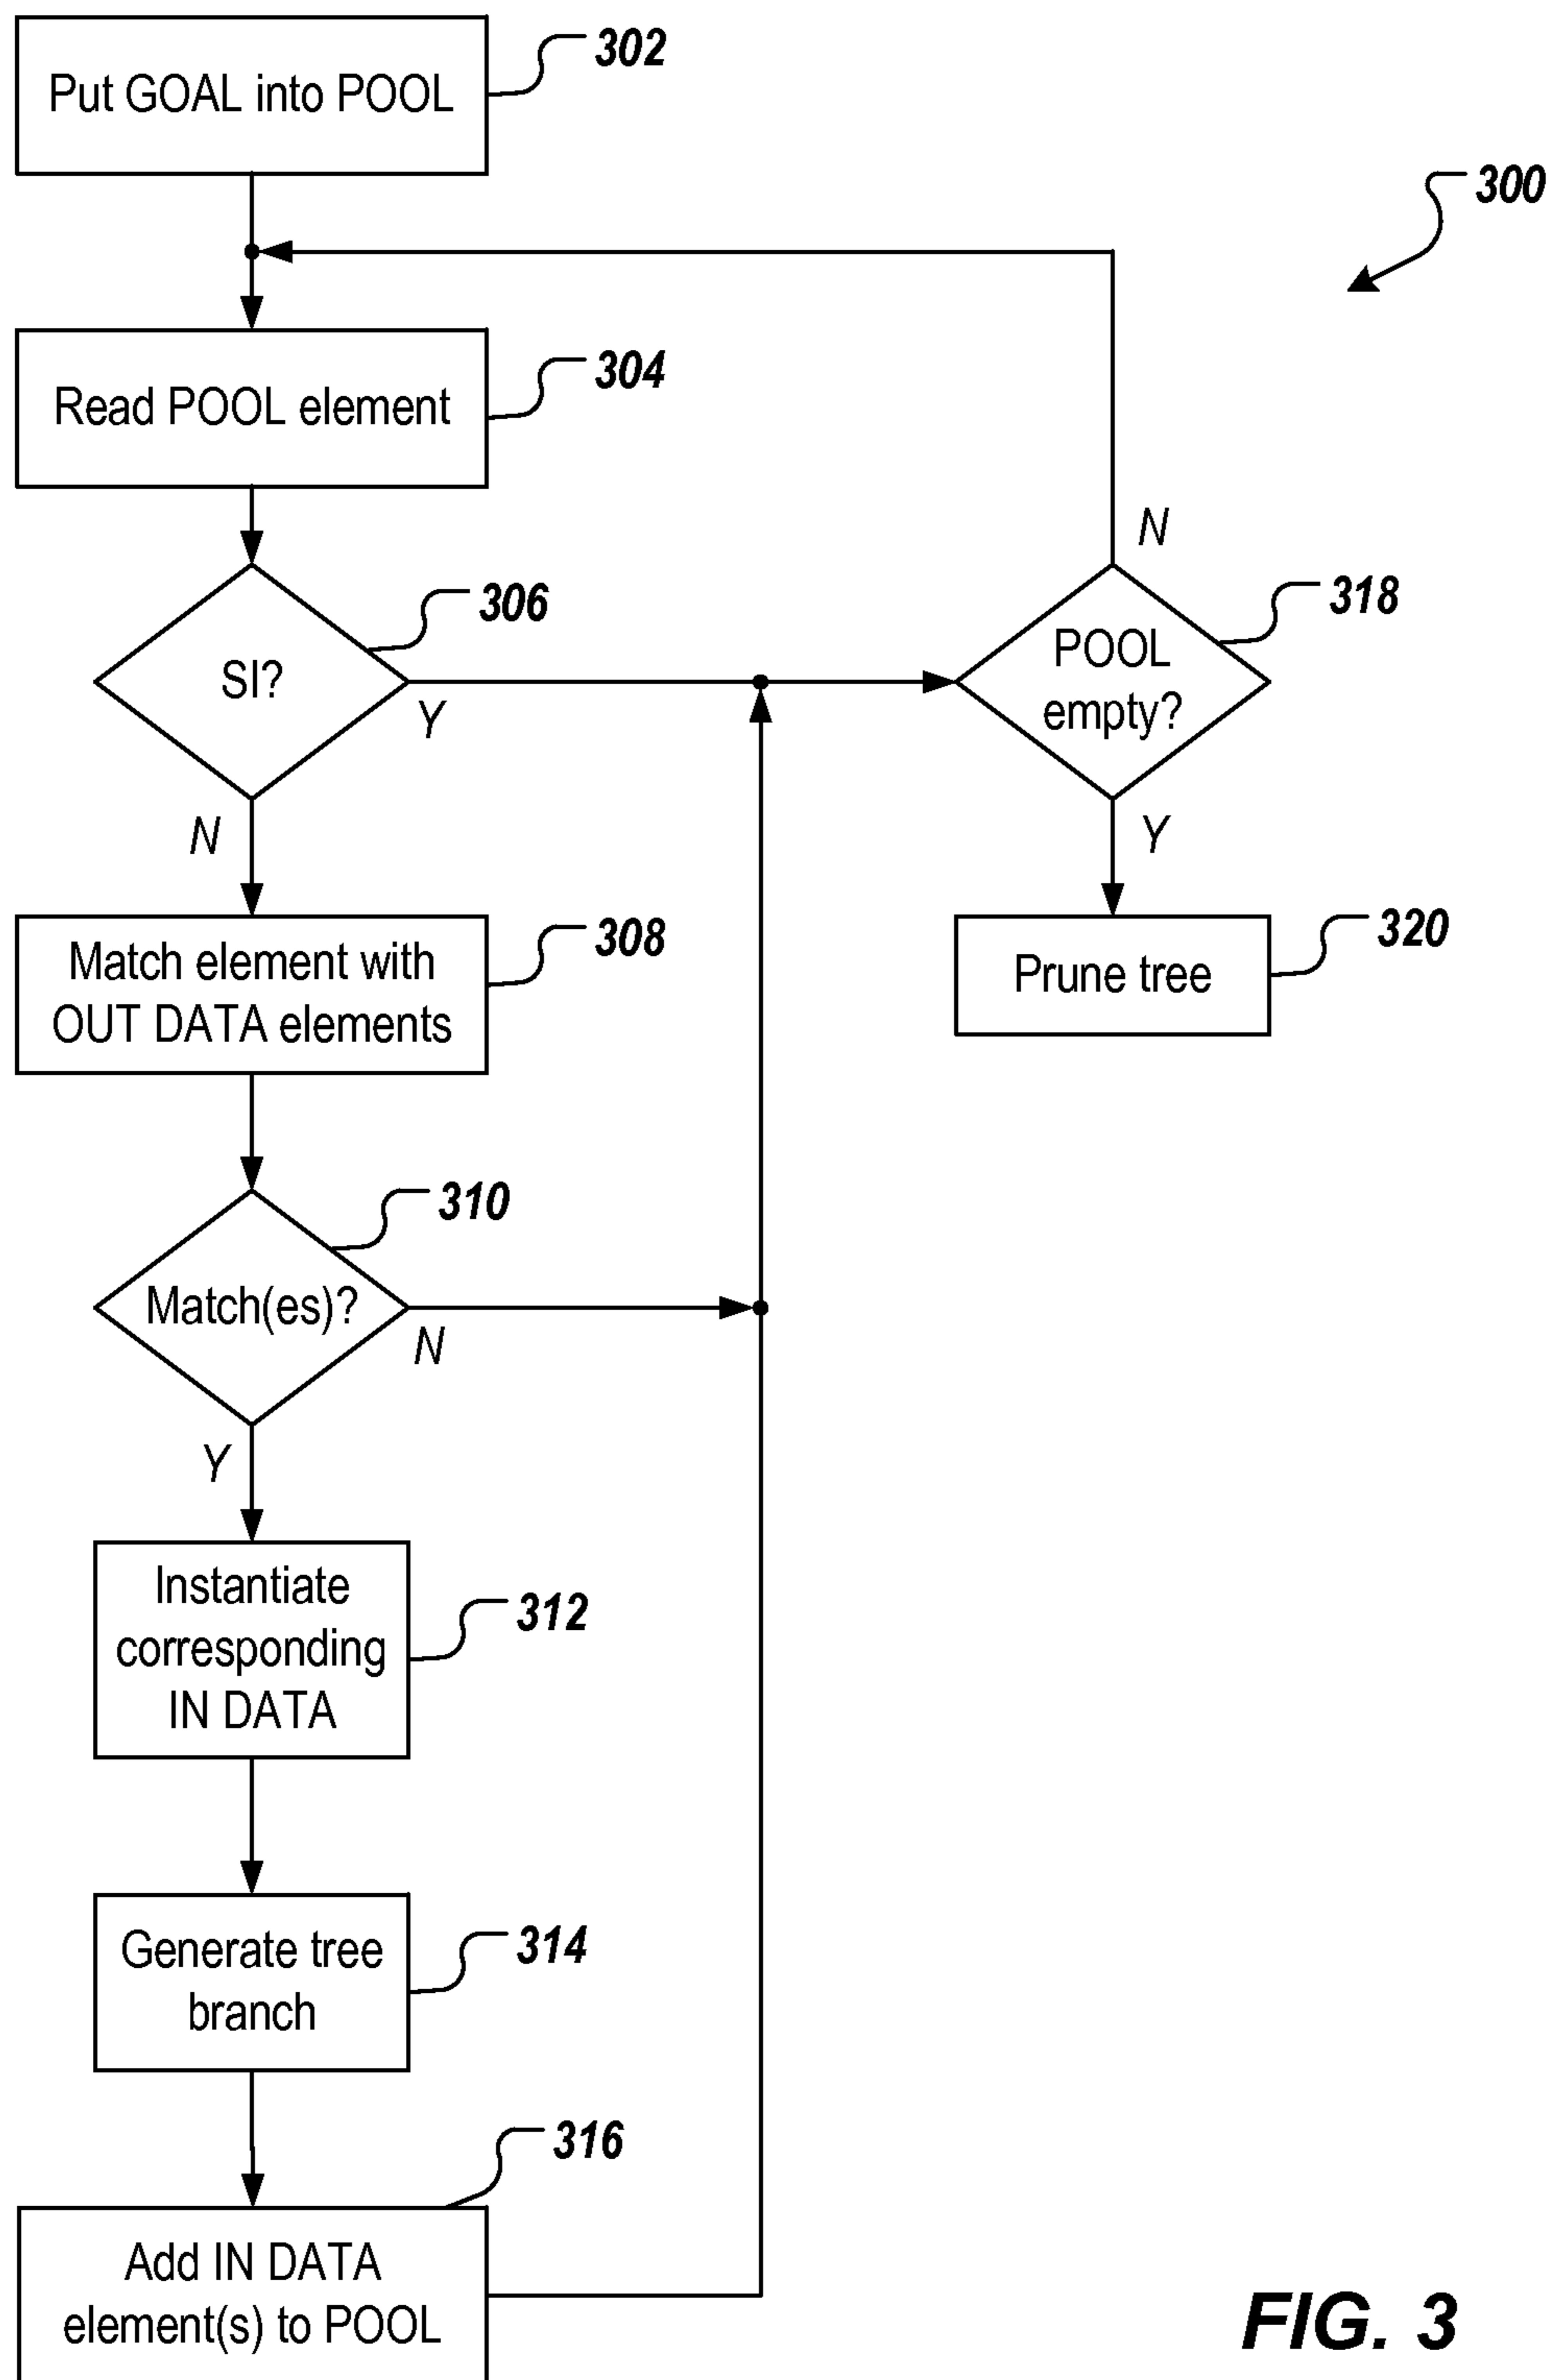 Put GOAL into POOL
302
300
Read POOL element
304
SI?
306
Y
N
POOL
empty?
318
N
Y
Match element with
OUT DATA elements
308
Prune tree
320
Match(es)?
310
N
Y
Instantiate
corresponding
IN DATA
312
Generate tree
branch
314
Add IN DATA
element(s) to POOL
316
FIG. 3